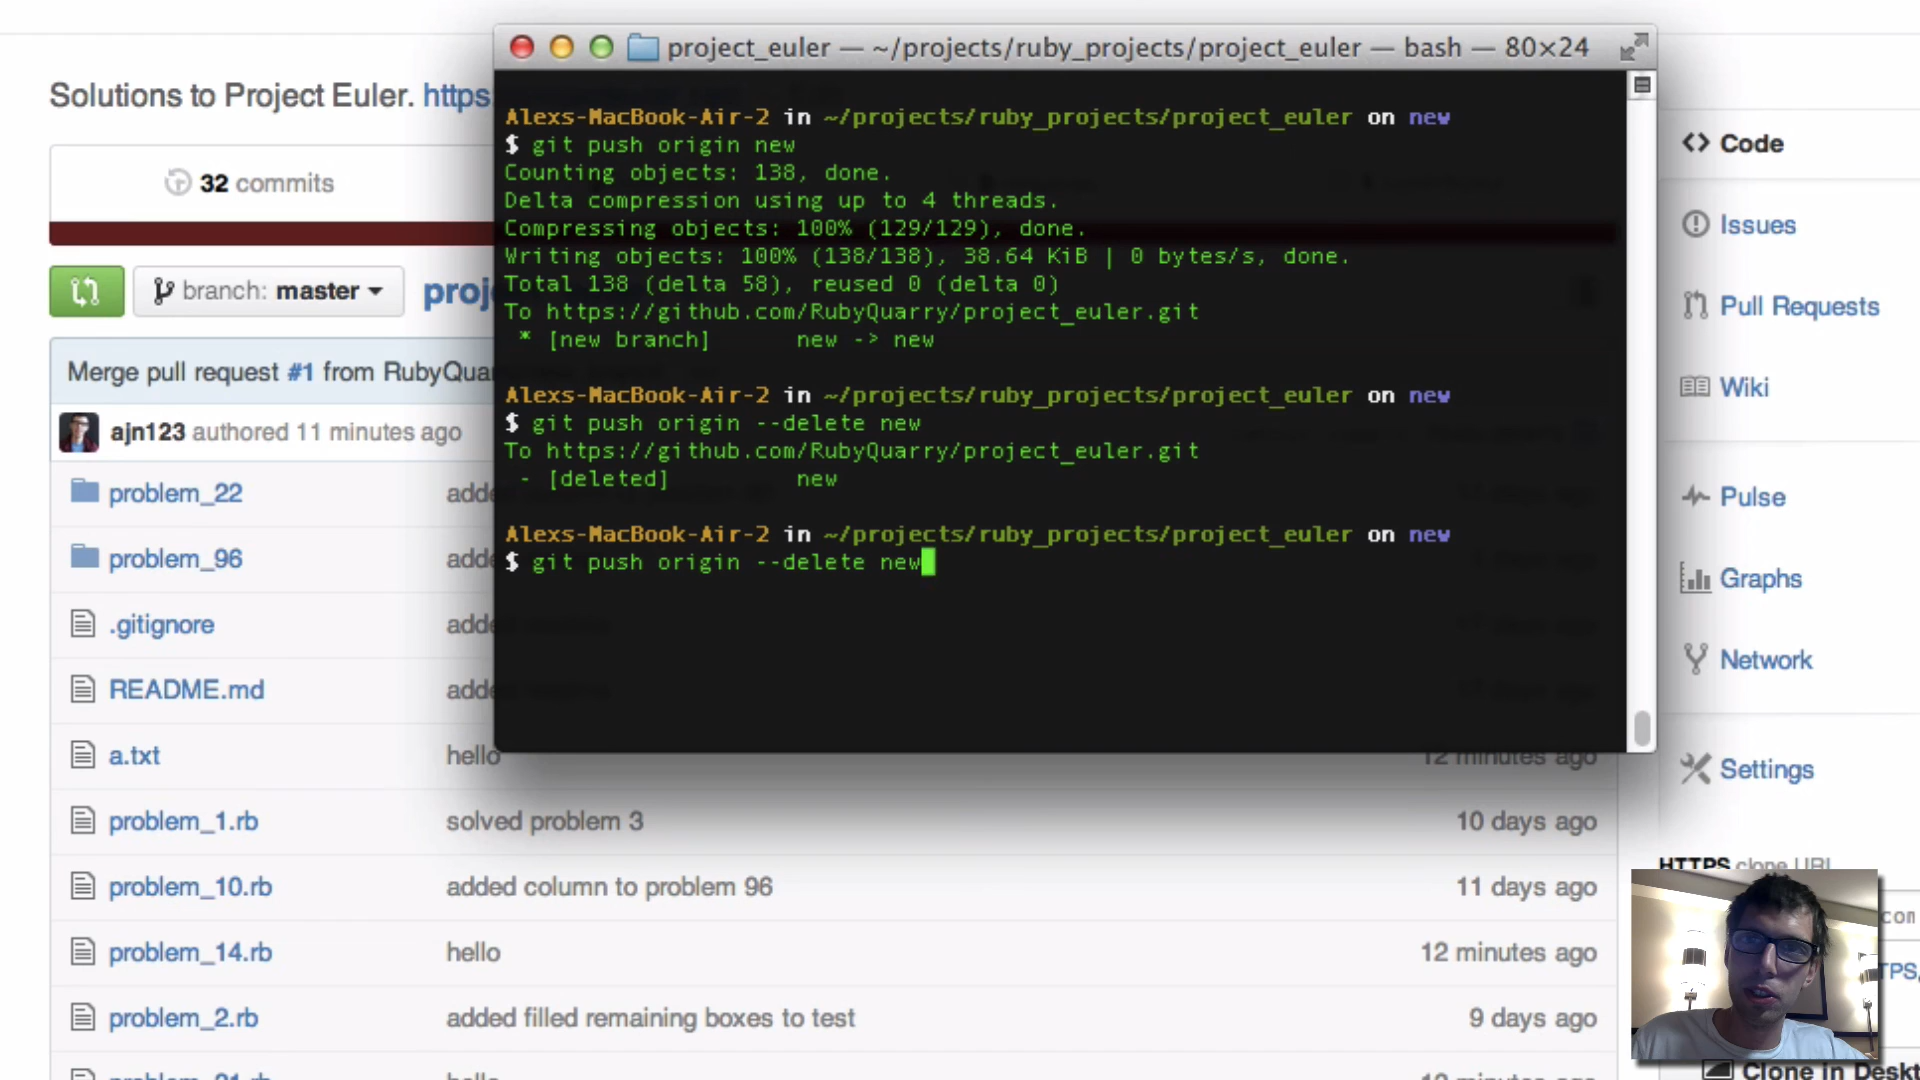 project_euler — ~/projects/ruby_projects/project_euler — bash — 80×24
Solutions to Project Euler. https:
32 commits
branch: master
proj
Merge pull request #1 from RubyQua
ajn123 authored 11 minutes ago
problem_22
problem_96
.gitignore
README.md
a.txt hello 12 minutes ago
problem_1.rb solved problem 3 10 days ago
problem_10.rb added column to problem 96 11 days ago
problem_14.rb hello 12 minutes ago
problem_2.rb added filled remaining boxes to test 9 days ago
Alexs-MacBook-Air-2 in ~/projects/ruby_projects/project_euler on new
$ git push origin new
Counting objects: 138, done.
Delta compression using up to 4 threads.
Compressing objects: 100% (129/129), done.
Writing objects: 100% (138/138), 38.64 KiB | 0 bytes/s, done.
Total 138 (delta 58), reused 0 (delta 0)
To https://github.com/RubyQuarry/project_euler.git
* [new branch] new -> new
Alexs-MacBook-Air-2 in ~/projects/ruby_projects/project_euler on new
$ git push origin --delete new
To https://github.com/RubyQuarry/project_euler.git
- [deleted] new
Alexs-MacBook-Air-2 in ~/projects/ruby_projects/project_euler on new
$ git push origin --delete new
Code
Issues
Pull Requests
Wiki
Pulse
Graphs
Network
Settings
HTTPS clone URL
Clone in Deskt